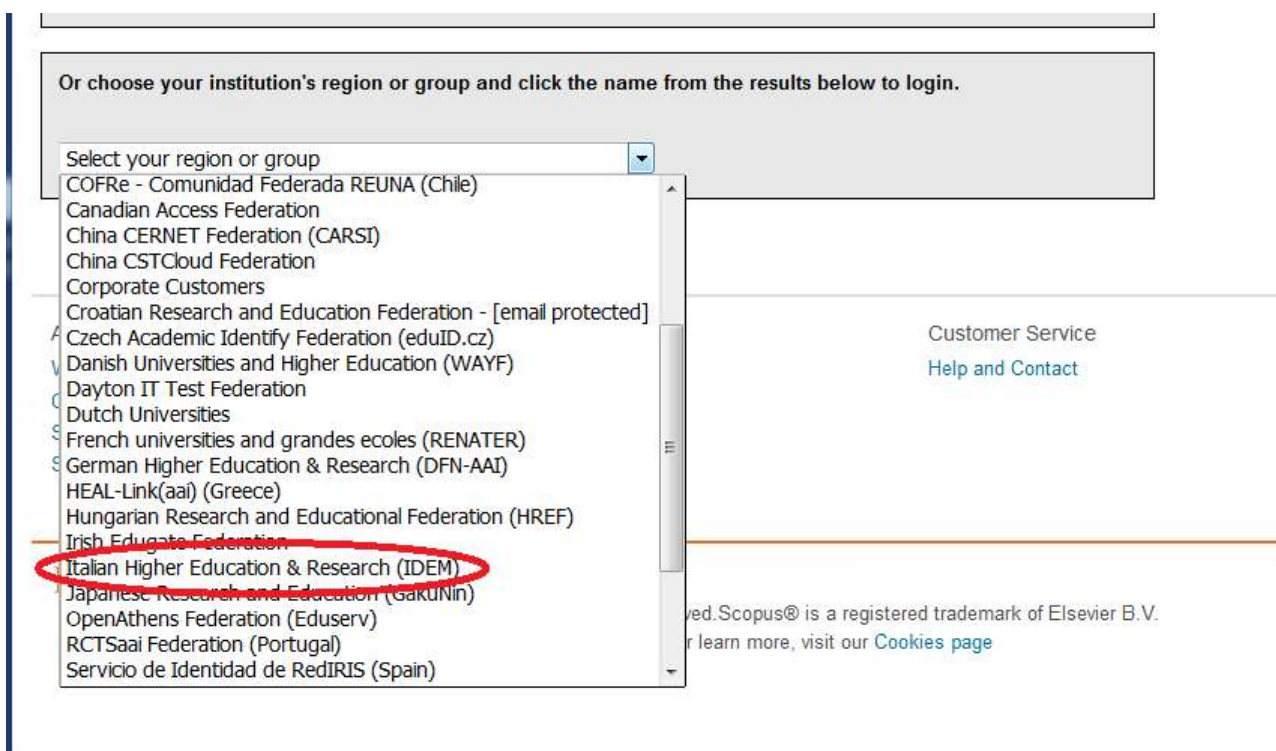 Or choose your institution's region or group and click the name from the results below to login.
Select your region or group
COFRe - Comunidad Federada REUNA (Chile)
Canadian Access Federation
China CERNET Federation (CARSI)
China CSTCloud Federation
Corporate Customers
Croatian Research and Education Federation - [email protected]
Czech Academic Identify Federation (eduID.cz)
Danish Universities and Higher Education (WAYF)
Dayton IT Test Federation
Dutch Universities
French universities and grandes ecoles (RENATER)
German Higher Education & Research (DFN-AAI)
HEAL-Link(aai) (Greece)
Hungarian Research and Educational Federation (HREF)
Irish Edugate Federation
Italian Higher Education & Research (IDEM)
Japanese Research and Education (GakuNin)
OpenAthens Federation (Eduserv)
RCTSaai Federation (Portugal)
Servicio de Identidad de RedIRIS (Spain)
Customer Service
Help and Contact
ved.Scopus® is a registered trademark of Elsevier B.V.
r learn more, visit our Cookies page